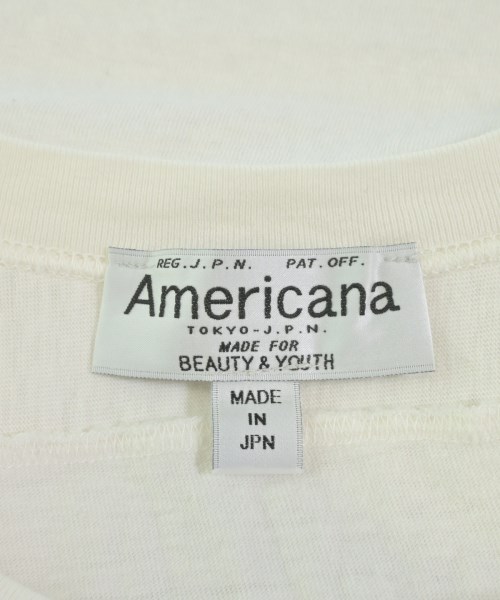 REG.J.P.N. PAT.OFF.
Americana
TOKYO-J.P.N.
MADE FOR
BEAUTY & YOUTH
MADE
IN
JPN